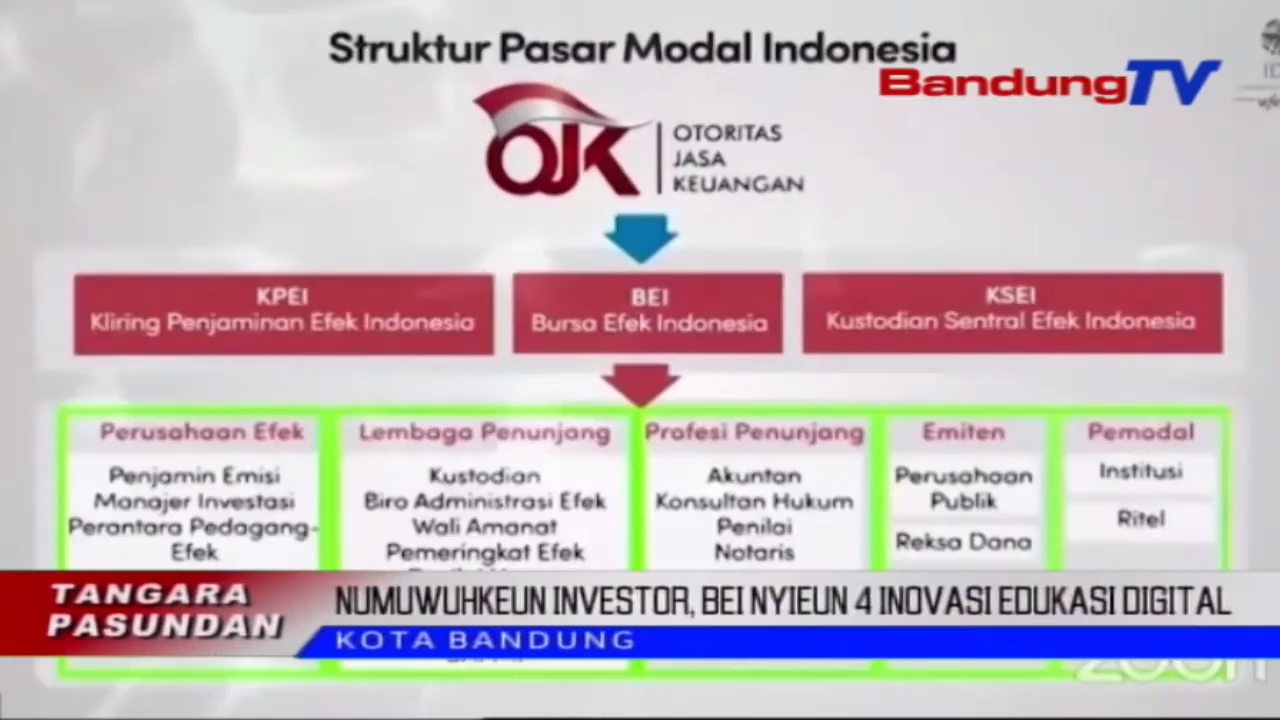 Struktur Pasar Modal Indonesia
BandungTV
OJK
OTORITAS
JASA
KEUANGAN
KPEI
Kliring Penjaminan Efek Indonesia
BEI
Bursa Efek Indonesia
KSEI
Kustodian Sentral Efek Indonesia
Perusahaan Efek
Penjamin Emisi
Manajer Investasi
Perantara Pedagang-
Efek
Lembaga Penunjang
Kustodian
Biro Administrasi Efek
Wali Amanat
Pemeringkat Efek
Profesi Penunjang
Akuntan
Konsultan Hukum
Penilai
Notaris
Emiten
Perusahaan
Publik
Reksa Dana
Pemodal
Institusi
Ritel
TANGARA
PASUNDAN
NUMUWUHKEUN INVESTOR, BEI NYIEUN 4 INOVASI EDUKASI DIGITAL
KOTA BANDUNG
zoom